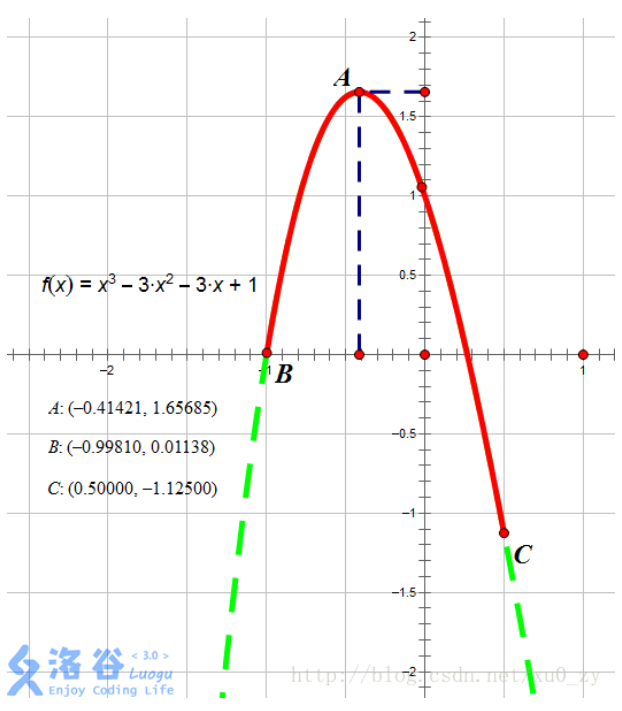 2
A
1.5
1
f(x) = x³ − 3·x² − 3·x + 1
0.5
−2
−1
1
B
A: (−0.41421, 1.65685)
−0.5
B: (−0.99810, 0.01138)
C: (0.50000, −1.12500)
−1
C
−1.5
洛谷 < 3.0 >
Luogu
Enjoy Coding Life
−2
http://blog.csdn.net/xu0_zy